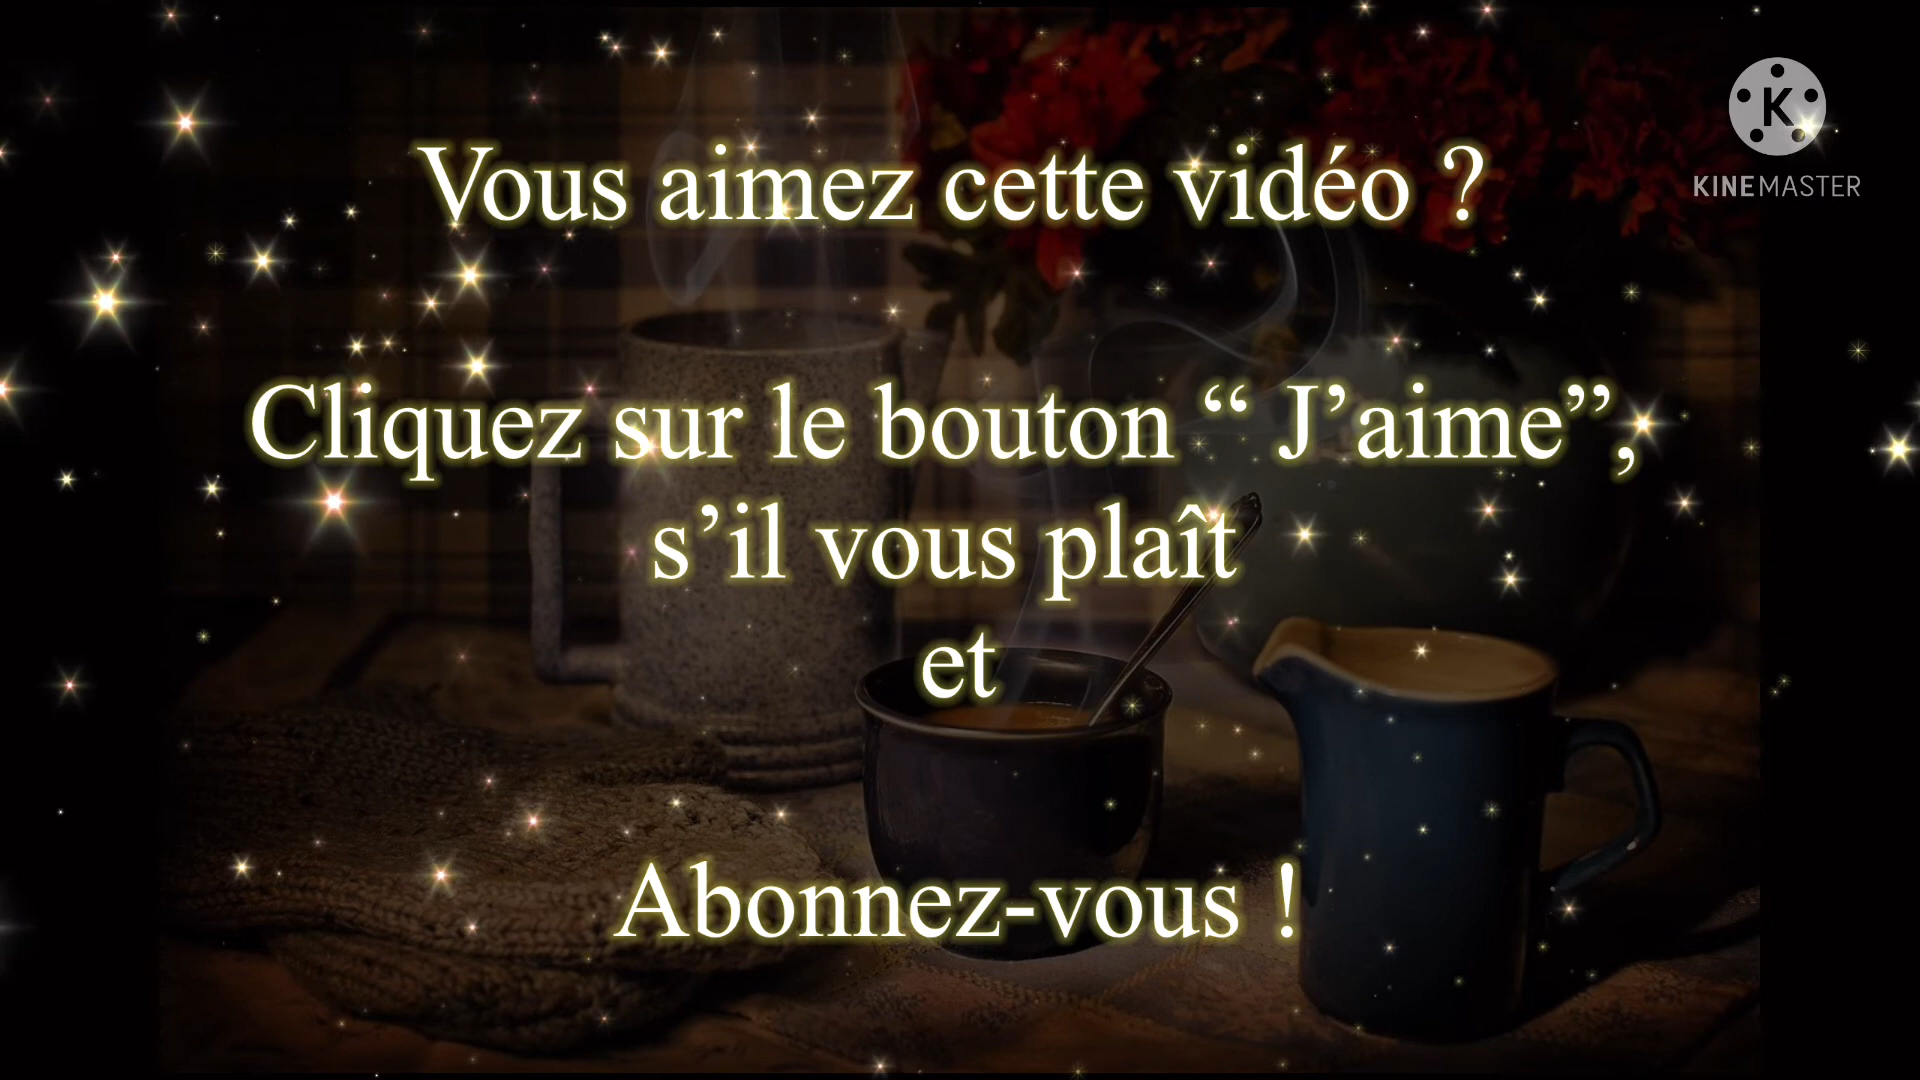 K
KINEMASTER
Vous aimez cette vidéo ?
Cliquez sur le bouton “ J’aime”,
s’il vous plaît
et
Abonnez-vous !